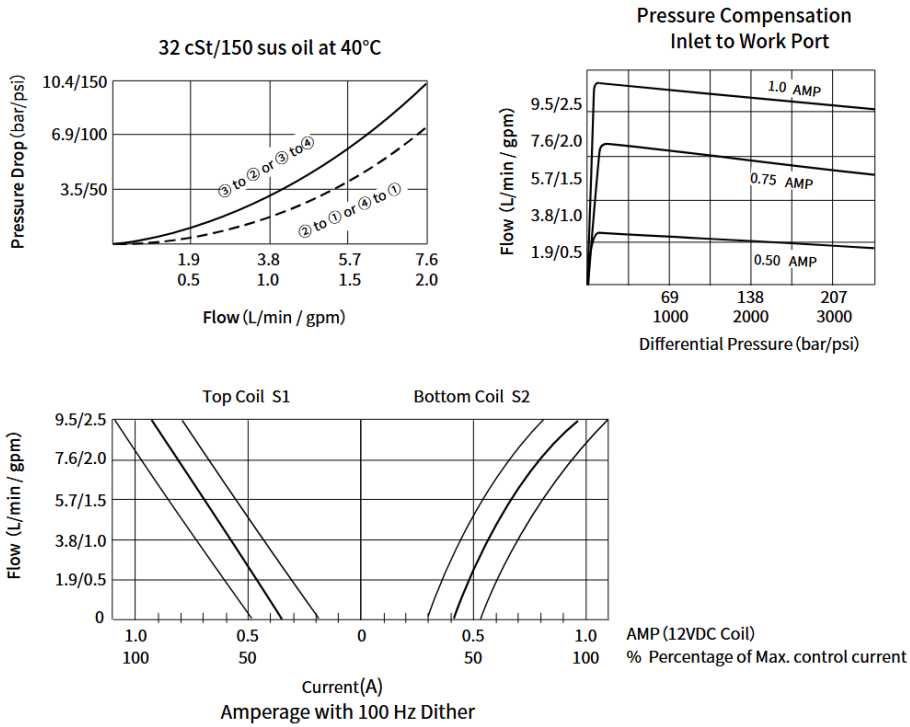 32 cSt/150 sus oil at 40°C
Pressure Drop (bar/psi)
10.4/150
6.9/100
3.5/50
③ to ② or ③ to④
② to ① or ④ to ①
1.9 3.8 5.7 7.6
0.5 1.0 1.5 2.0
Flow (L/min / gpm)
Pressure Compensation
Inlet to Work Port
Flow (L/min / gpm)
9.5/2.5
7.6/2.0
5.7/1.5
3.8/1.0
1.9/0.5
1.0 AMP
0.75 AMP
0.50 AMP
69 138 207
1000 2000 3000
Differential Pressure (bar/psi)
Top Coil S1 Bottom Coil S2
Flow (L/min / gpm)
9.5/2.5
7.6/2.0
5.7/1.5
3.8/1.0
1.9/0.5
0
1.0 0.5 0 0.5 1.0 AMP (12VDC Coil)
100 50 50 100 % Percentage of Max. control current
Current(A)
Amperage with 100 Hz Dither